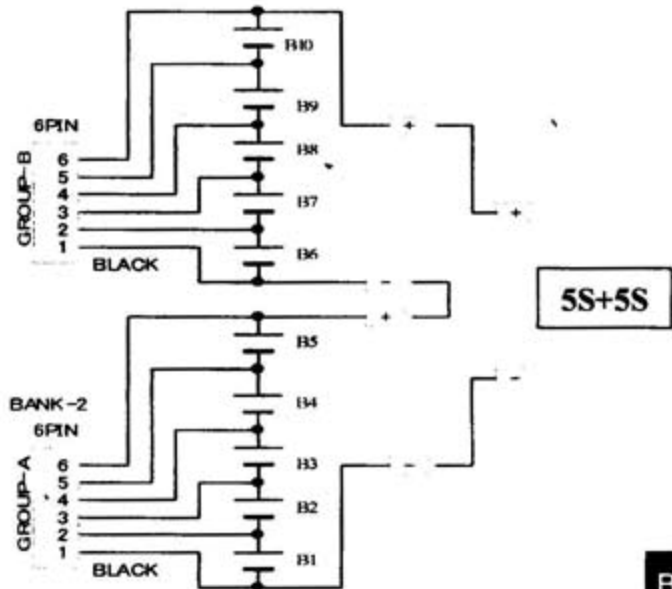 B10
B9
6PIN
B8
GROUP-B
6
5
4
3
2
1
B7
B6
BLACK
+
+
-
+
5S+5S
-
-
B5
BANK-2
B4
6PIN
B3
GROUP-A
6
5
4
3
2
1
B2
B1
BLACK